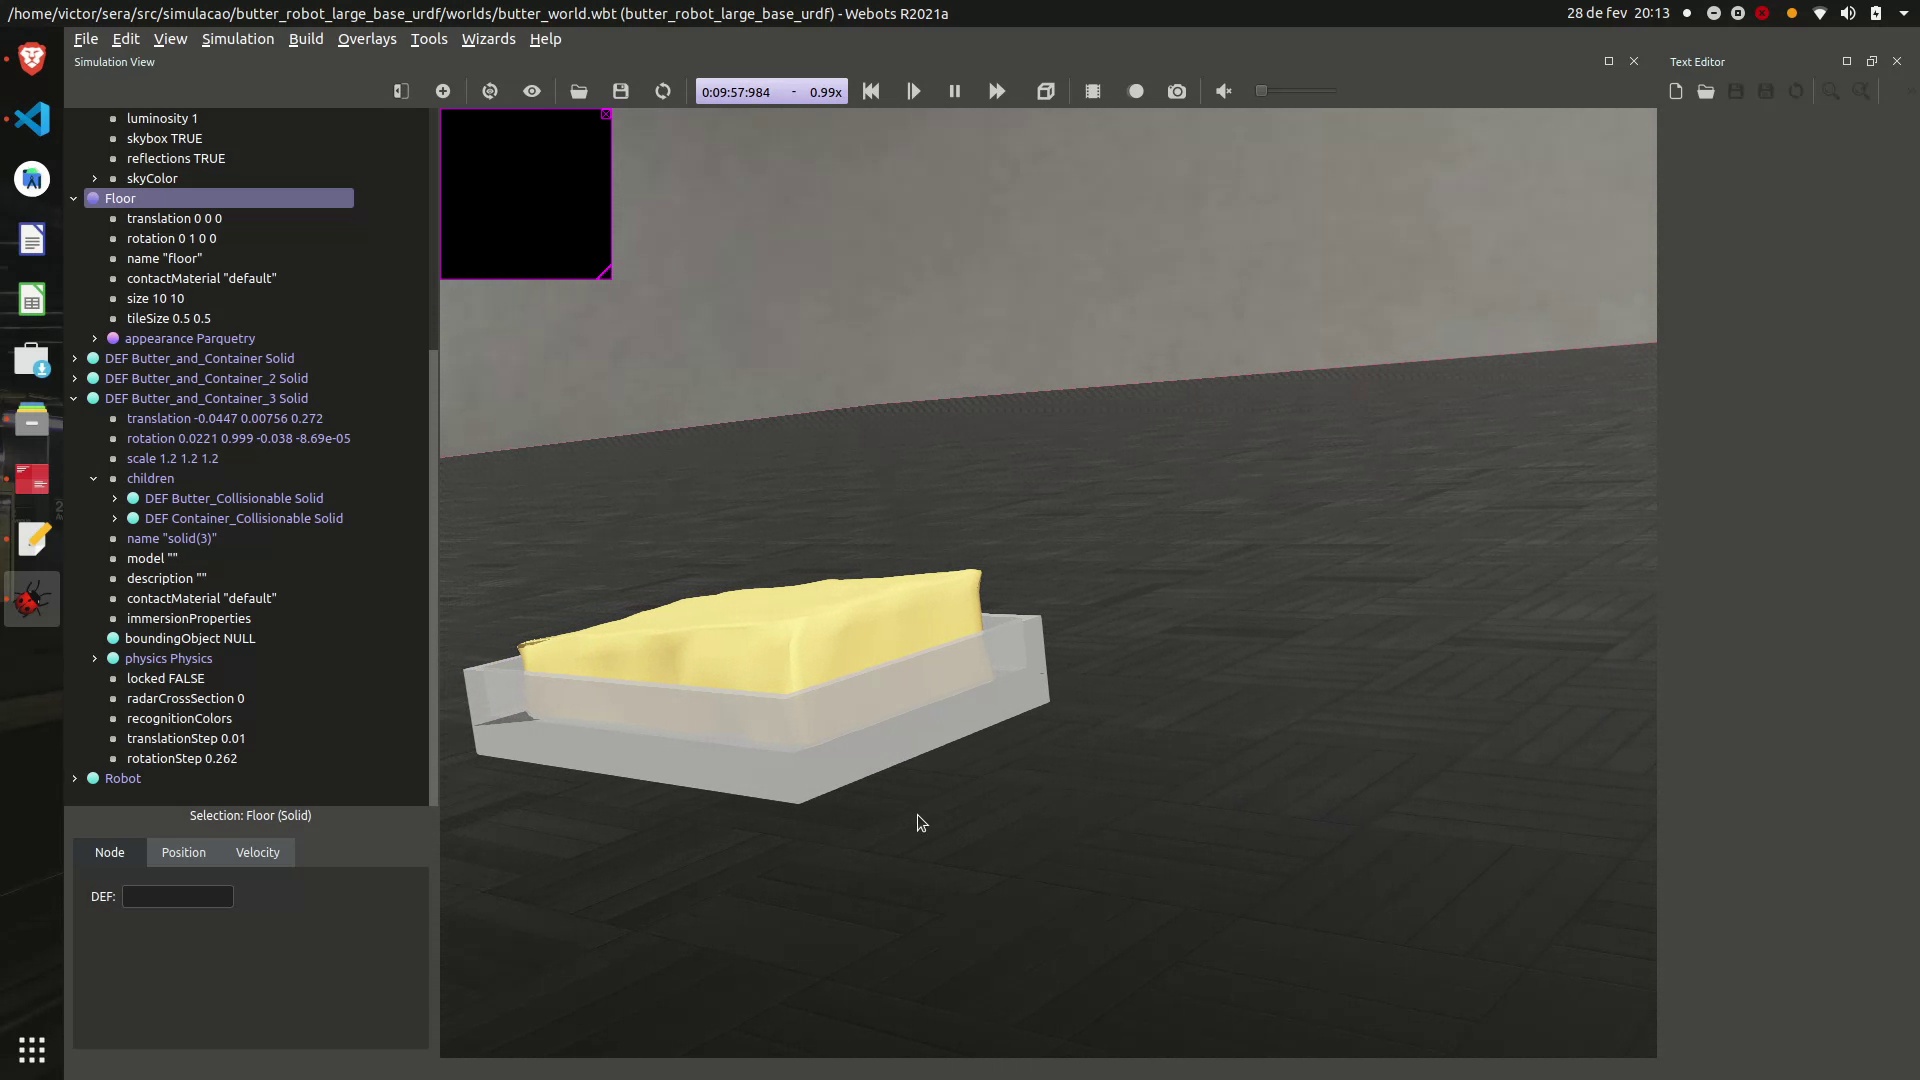 /home/victor/sera/src/simulacao/butter_robot_large_base_urdf/worlds/butter_world.wbt (butter_robot_large_base_urdf) - Webots R2021a
28 de fev 20:13
File Edit View Simulation Build Overlays Tools Wizards Help
Simulation View
Text Editor
0:09:57:984 - 0.99x
luminosity 1
skybox TRUE
reflections TRUE
skyColor
Floor
translation 0 0 0
rotation 0 1 0 0
name "floor"
contactMaterial "default"
size 10 10
tileSize 0.5 0.5
appearance Parquetry
DEF Butter_and_Container Solid
DEF Butter_and_Container_2 Solid
DEF Butter_and_Container_3 Solid
translation -0.0447 0.00756 0.272
rotation 0.0221 0.999 -0.038 -8.69e-05
scale 1.2 1.2 1.2
children
DEF Butter_Collisionable Solid
DEF Container_Collisionable Solid
name "solid(3)"
model ""
description ""
contactMaterial "default"
immersionProperties
boundingObject NULL
physics Physics
locked FALSE
radarCrossSection 0
recognitionColors
translationStep 0.01
rotationStep 0.262
Robot
Selection: Floor (Solid)
Node Position Velocity
DEF: